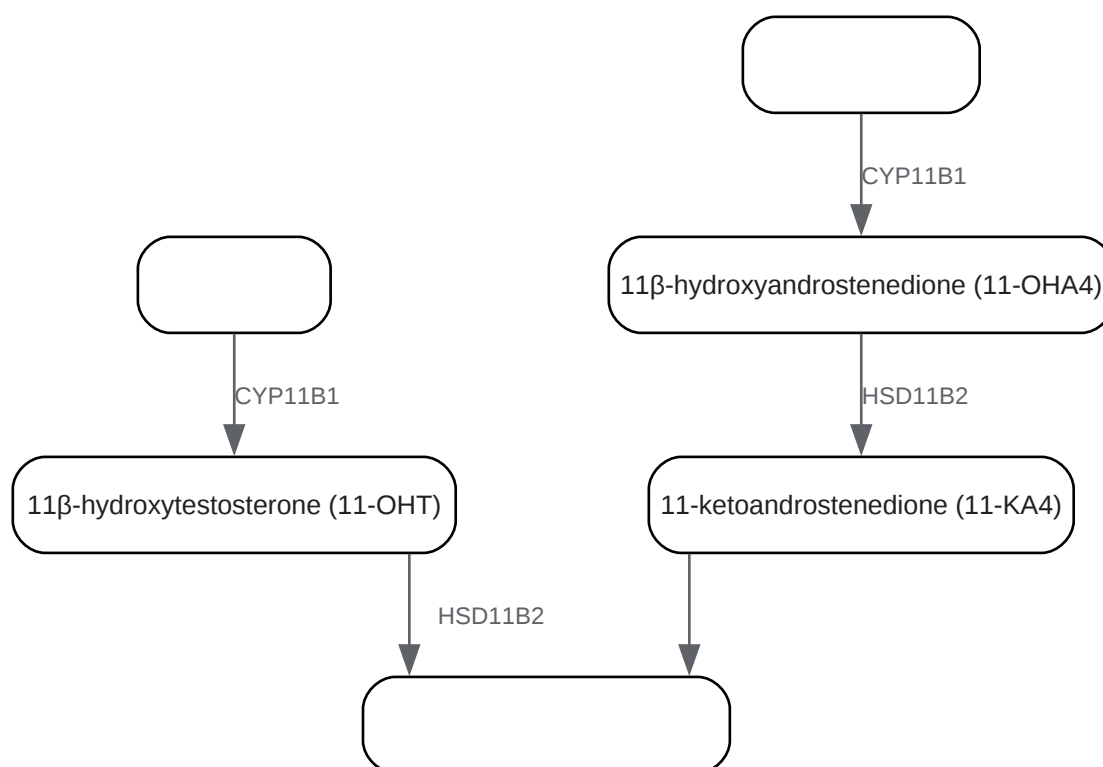 CYP11B1
11β-hydroxyandrostenedione (11-OHA4)
CYP11B1
HSD11B2
11β-hydroxytestosterone (11-OHT)
11-ketoandrostenedione (11-KA4)
HSD11B2